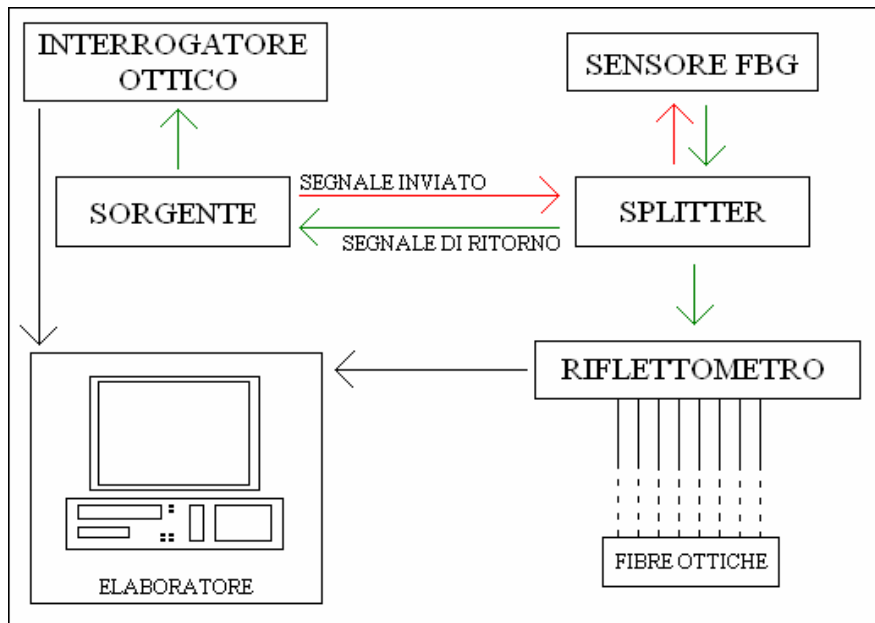 INTERROGATORE
OTTICO
SENSORE FBG
SEGNALE INVIATO
SORGENTE
SPLITTER
SEGNALE DI RITORNO
RIFLETTOMETRO
FIBRE OTTICHE
ELABORATORE